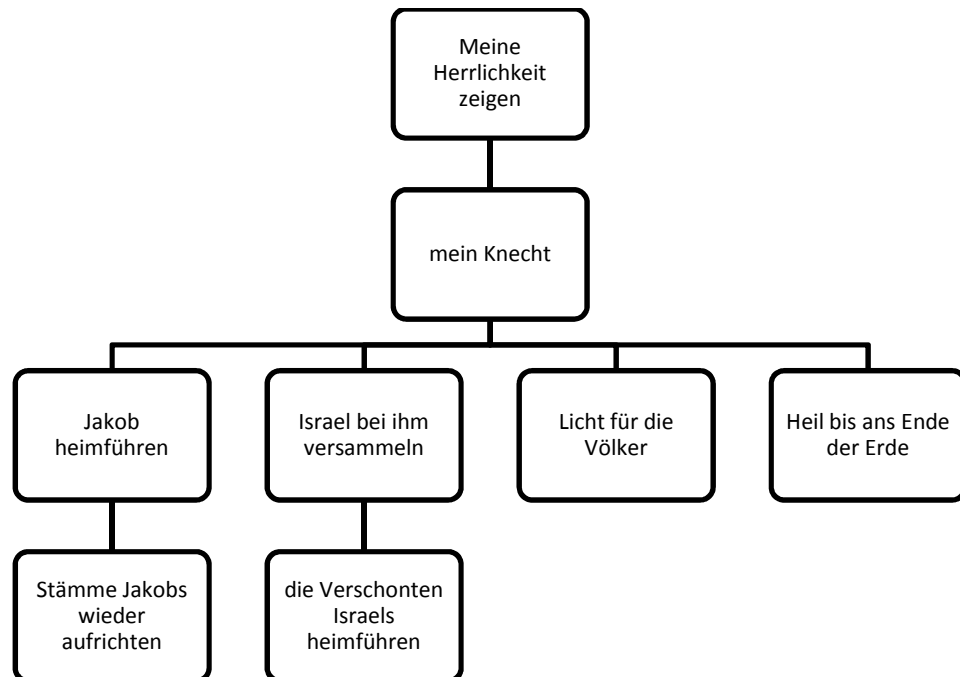 Meine
Herrlichkeit
zeigen
mein Knecht
Jakob
heimführen
Israel bei ihm
versammeln
Licht für die
Völker
Heil bis ans Ende
der Erde
Stämme Jakobs
wieder
aufrichten
die Verschonten
Israels
heimführen